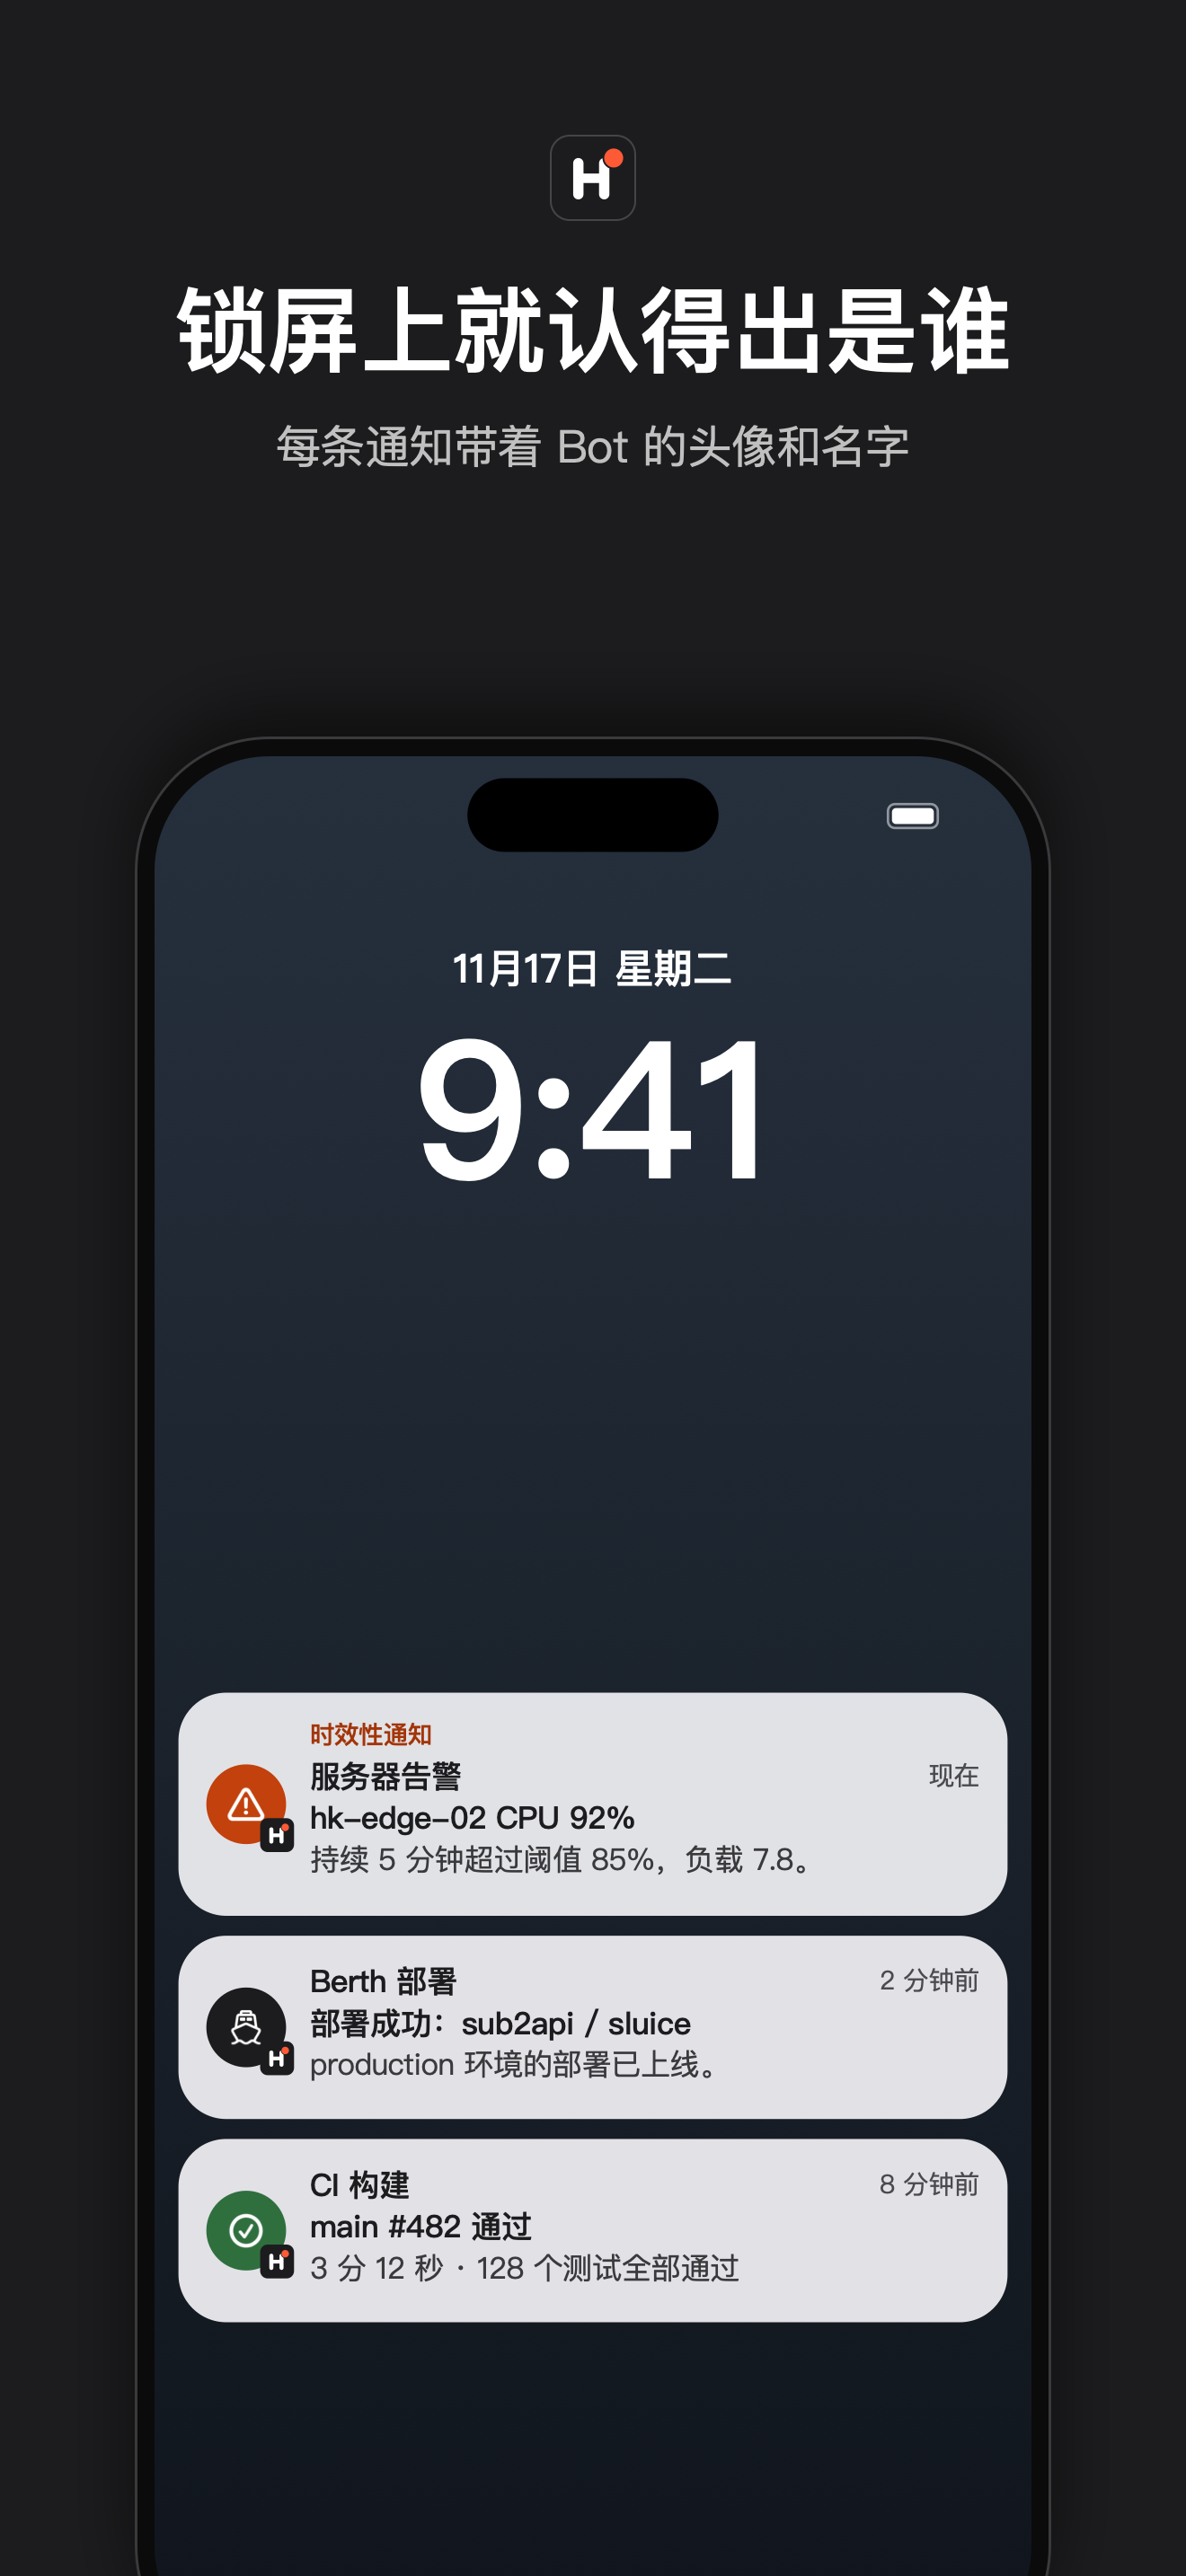 H
锁屏上就认得出是谁
每条通知带着 Bot 的头像和名字
11月17日 星期二
9:41
时效性通知
服务器告警 现在
hk-edge-02 CPU 92%
持续 5 分钟超过阈值 85%，负载 7.8。
H
Berth 部署 2 分钟前
部署成功：sub2api / sluice
production 环境的部署已上线。
H
CI 构建 8 分钟前
main #482 通过
3 分 12 秒 · 128 个测试全部通过
H